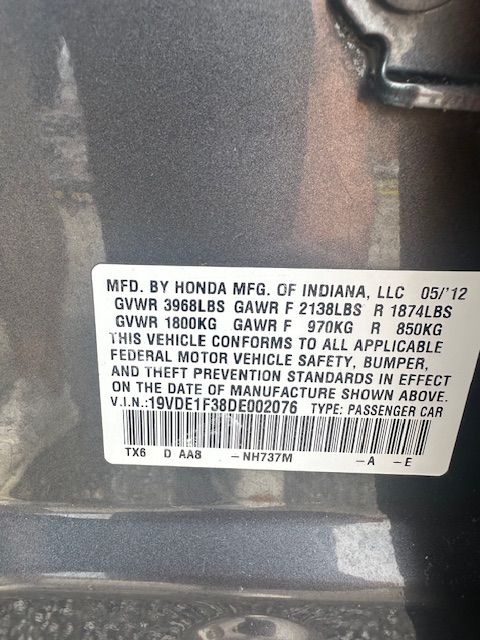 MFD. BY HONDA MFG. OF INDIANA, LLC 05/'12
GVWR 3968LBS GAWR F 2138LBS R 1874LBS
GVWR 1800KG GAWR F 970KG R 850KG
THIS VEHICLE CONFORMS TO ALL APPLICABLE
FEDERAL MOTOR VEHICLE SAFETY, BUMPER,
AND THEFT PREVENTION STANDARDS IN EFFECT
ON THE DATE OF MANUFACTURE SHOWN ABOVE.
V.I.N.:19VDE1F38DE002076 TYPE: PASSENGER CAR
TX6 D AA8 -NH737M -A -E